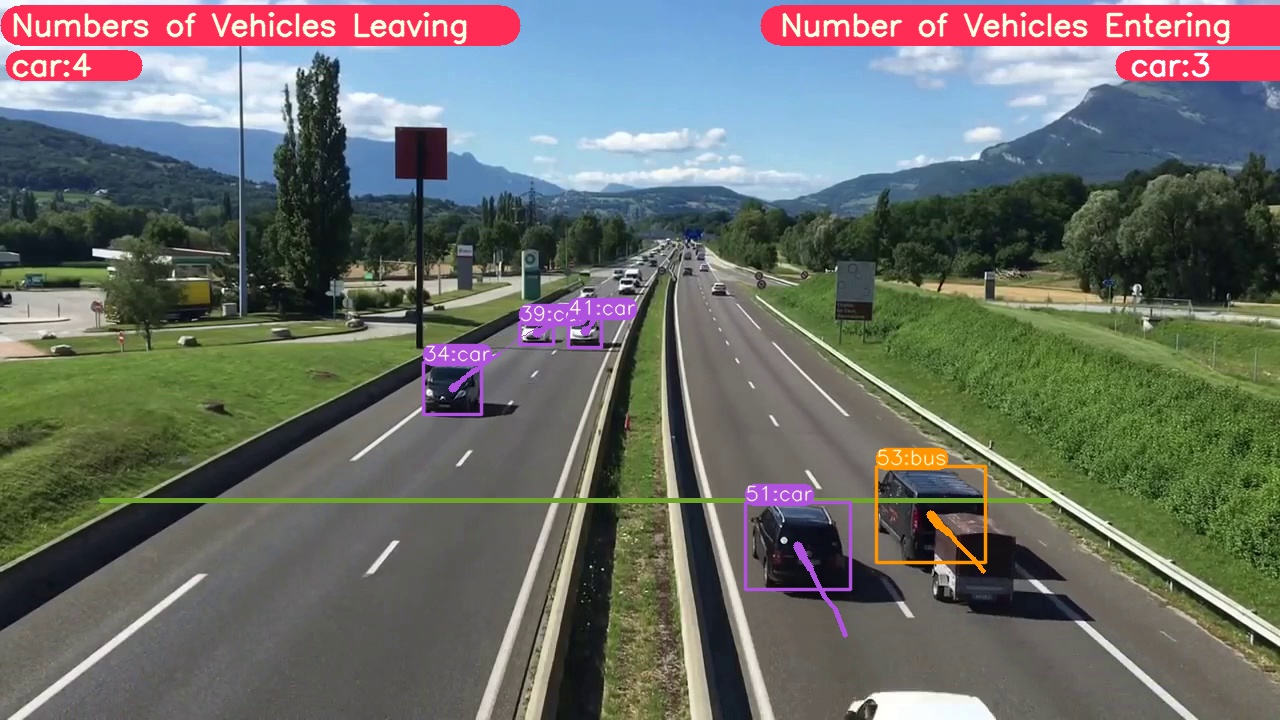 Numbers of Vehicles Leaving
Number of Vehicles Entering
car:4
car:3
39:c
41:car
34:car
53:bus
51:car